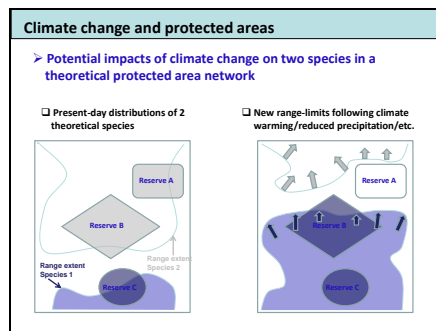 Climate change and protected areas
➢ Potential impacts of climate change on two species in a
theoretical protected area network
❑ Present-day distributions of 2
theoretical species
Reserve A
Reserve B
Range extent
Species 1
Range extent
Species 2
Reserve C
❑ New range-limits following climate
warming/reduced precipitation/etc.
Reserve A
Reserve B
Reserve C